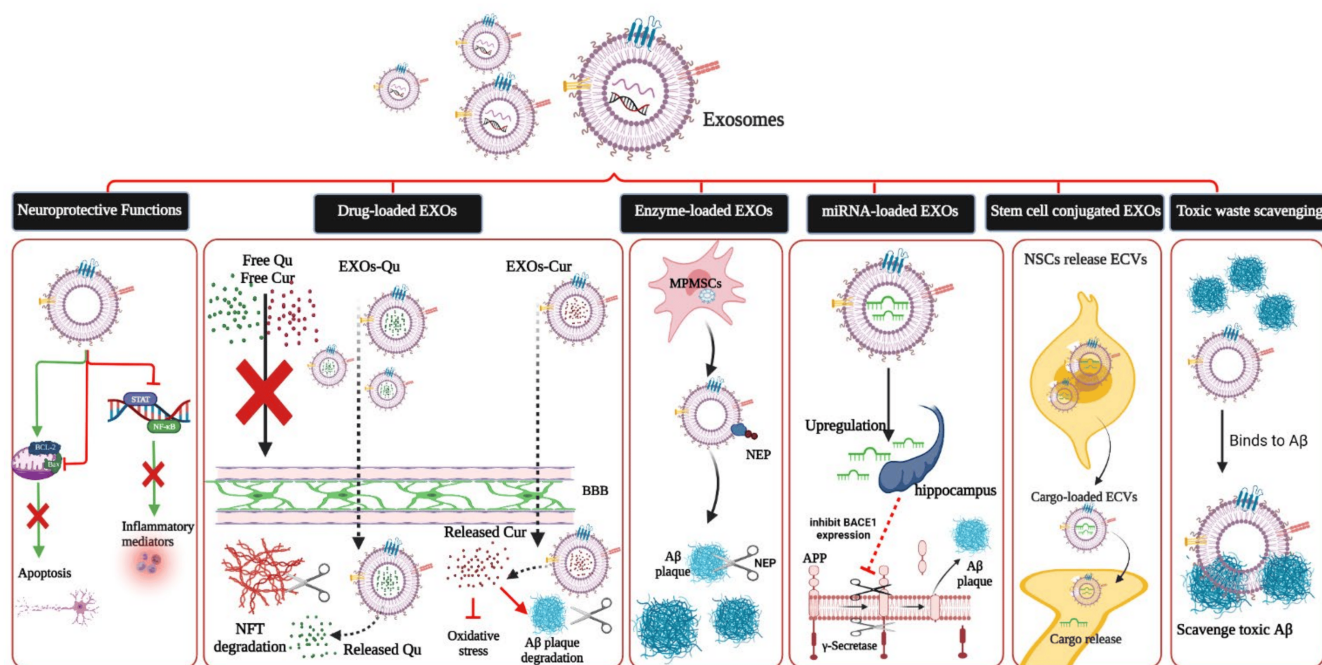 Exosomes
Neuroprotective Functions
Drug-loaded EXOs
Enzyme-loaded EXOs
miRNA-loaded EXOs
Stem cell conjugated EXOs
Toxic waste scavenging
STAT
NF-κB
BCL-2
Bax
Inflammatory
mediators
Apoptosis
Free Qu
Free Cur
EXOs-Qu
EXOs-Cur
BBB
Released Cur
NFT
degradation
Released Qu
Oxidative
stress
Aβ plaque
degradation
MPMSCs
NEP
Aβ
plaque
NEP
Upregulation
hippocampus
inhibit BACE1
expression
APP
Aβ
plaque
γ-Secretase
NSCs release ECVs
Cargo-loaded ECVs
Cargo release
Binds to Aβ
Scavenge toxic Aβ